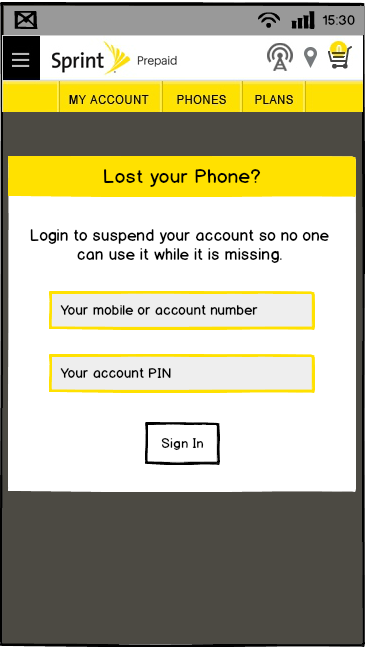 15:30
Sprint Prepaid
0
MY ACCOUNT PHONES PLANS
Lost your Phone?
Login to suspend your account so no one
can use it while it is missing.
Your mobile or account number
Your account PIN
Sign In